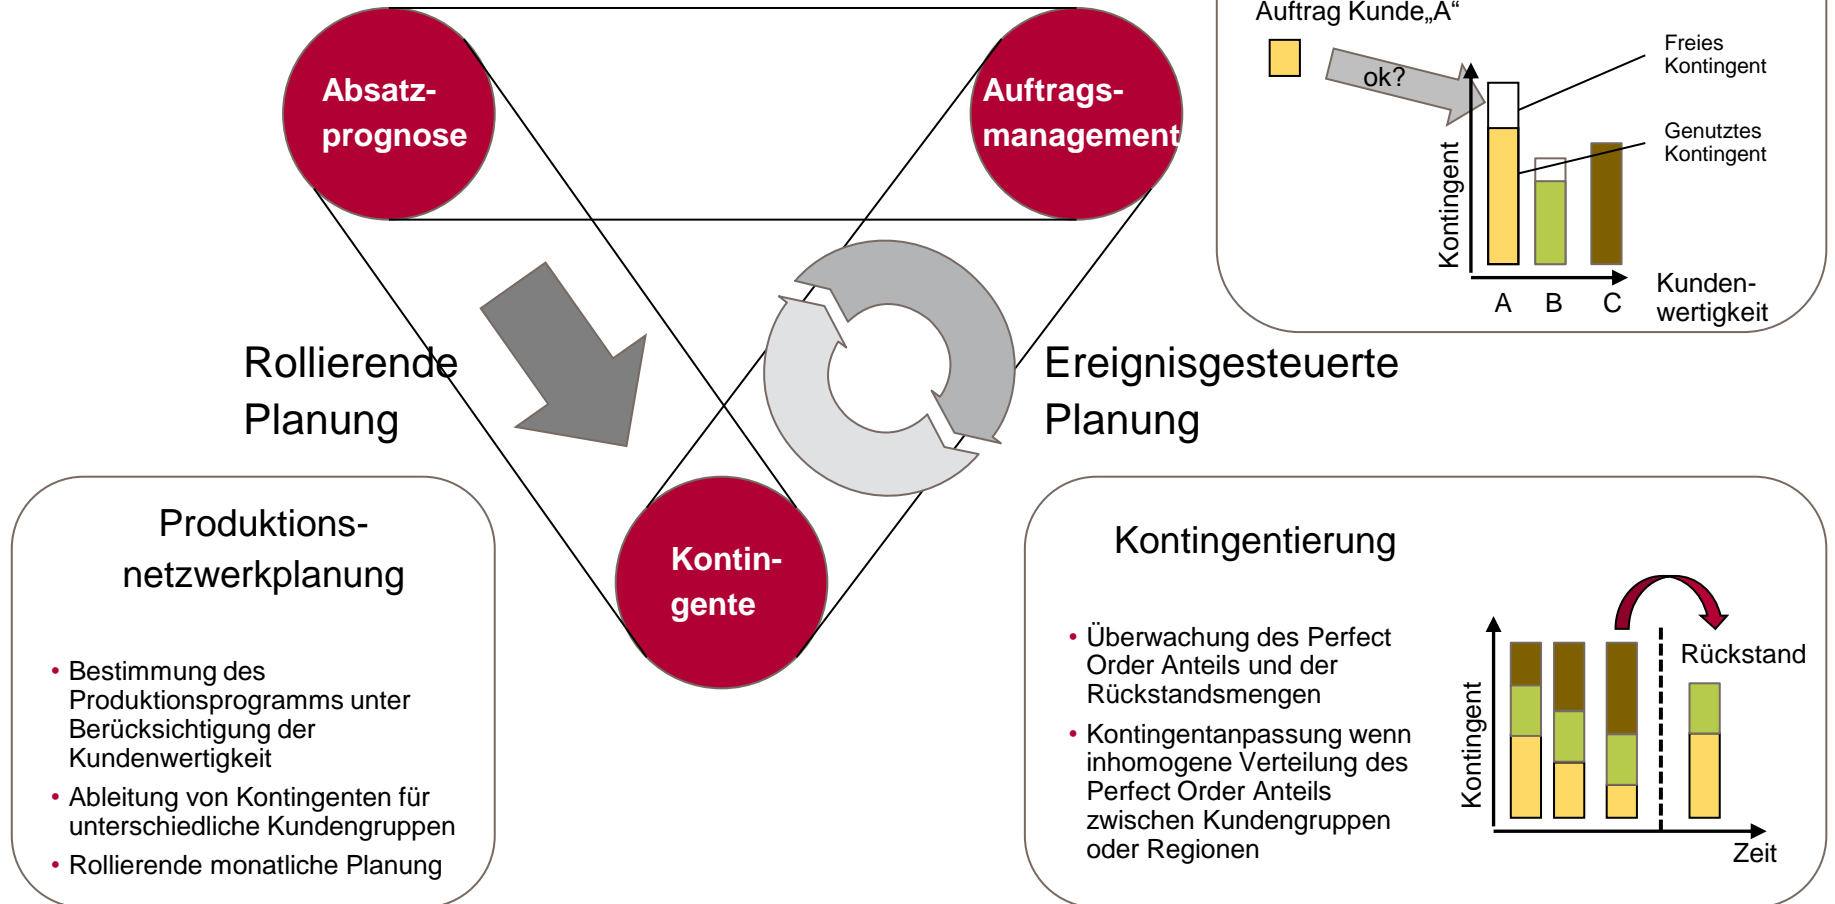 Auftrag Kunde„A“
ok?
Freies
Kontingent
Genutztes
Kontingent
Kontingent
A B C
Kunden-
wertigkeit
Absatz-
prognose
Auftrags-
management
Rollierende
Planung
Ereignisgesteuerte
Planung
Kontin-
gente
Produktions-
netzwerkplanung
• Bestimmung des
Produktionsprogramms unter
Berücksichtigung der
Kundenwertigkeit
• Ableitung von Kontingenten für
unterschiedliche Kundengruppen
• Rollierende monatliche Planung
Kontingentierung
• Überwachung des Perfect
Order Anteils und der
Rückstandsmengen
• Kontingentanpassung wenn
inhomogene Verteilung des
Perfect Order Anteils
zwischen Kundengruppen
oder Regionen
Kontingent
Rückstand
Zeit